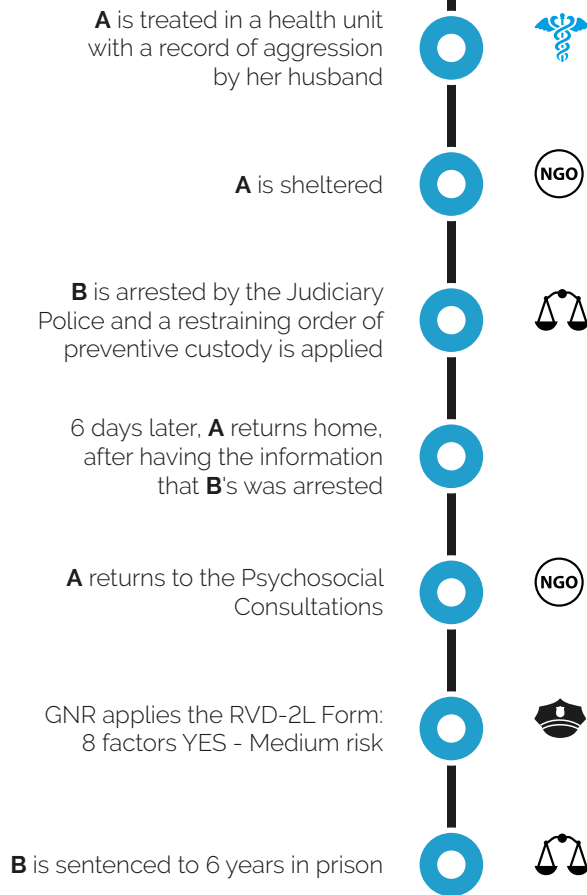 A is treated in a health unit
with a record of aggression
by her husband
A is sheltered
NGO
B is arrested by the Judiciary
Police and a restraining order of
preventive custody is applied
6 days later, A returns home,
after having the information
that B's was arrested
A returns to the Psychosocial
Consultations
NGO
GNR applies the RVD-2L Form:
8 factors YES - Medium risk
B is sentenced to 6 years in prison